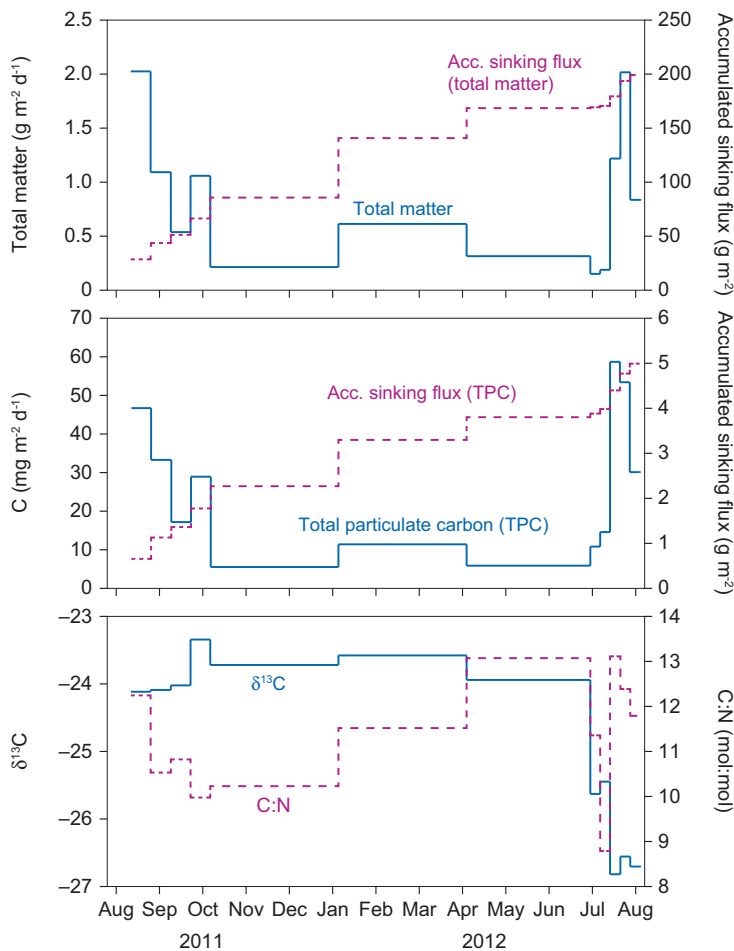 2.5
2.0
1.5
1.0
0.5
0
Total matter (g m⁻² d⁻¹)
Acc. sinking flux
(total matter)
Total matter
250
200
150
100
50
0
Accumulated sinking
flux (g m⁻²)
70
60
50
40
30
20
10
0
C (mg m⁻² d⁻¹)
Acc. sinking flux (TPC)
Total particulate carbon (TPC)
6
5
4
3
2
1
0
Accumulated sinking
flux (g m⁻²)
–23
–24
–25
–26
–27
δ¹³C
δ¹³C
C:N
14
13
12
11
10
9
8
C:N (mol:mol)
Aug Sep Oct Nov Dec Jan Feb Mar Apr May Jun Jul Aug
2011 2012